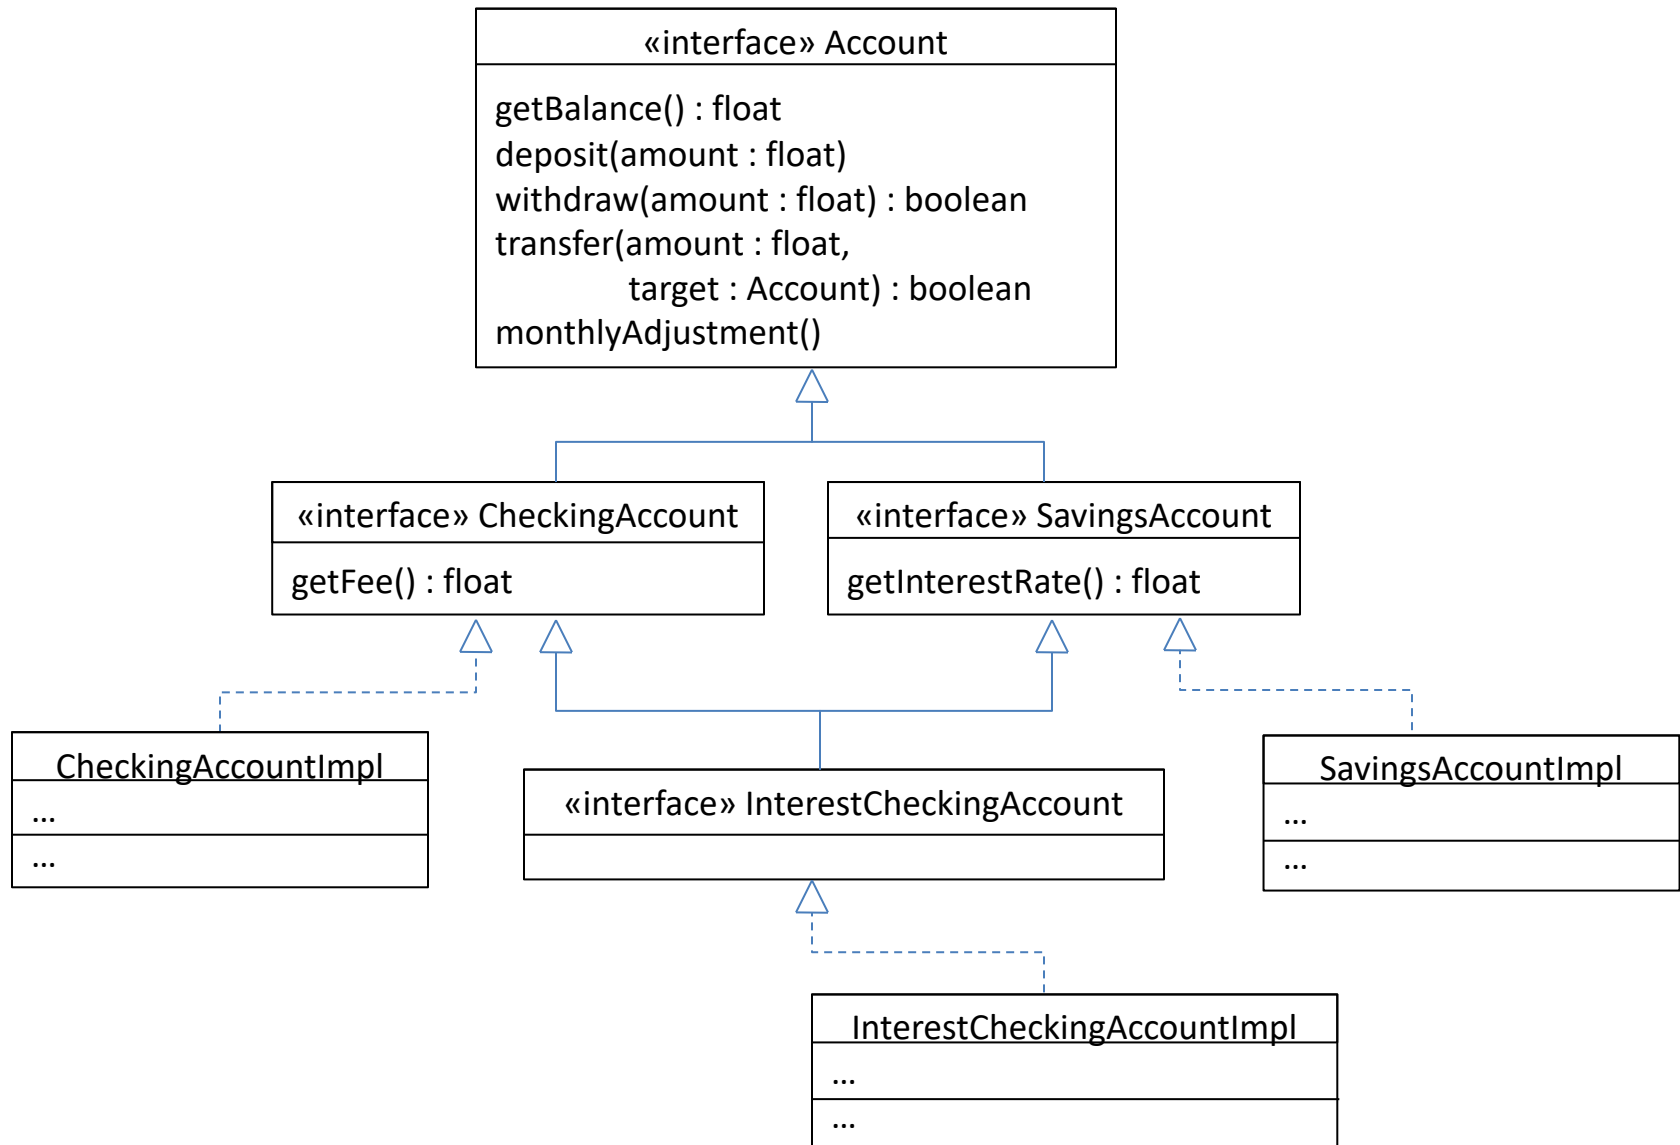 «interface» Account
getBalance() : float
deposit(amount : float)
withdraw(amount : float) : boolean
transfer(amount : float,
target : Account) : boolean
monthlyAdjustment()
«interface» CheckingAccount
getFee() : float
«interface» SavingsAccount
getInterestRate() : float
CheckingAccountImpl
...
...
«interface» InterestCheckingAccount
SavingsAccountImpl
...
...
InterestCheckingAccountImpl
...
...